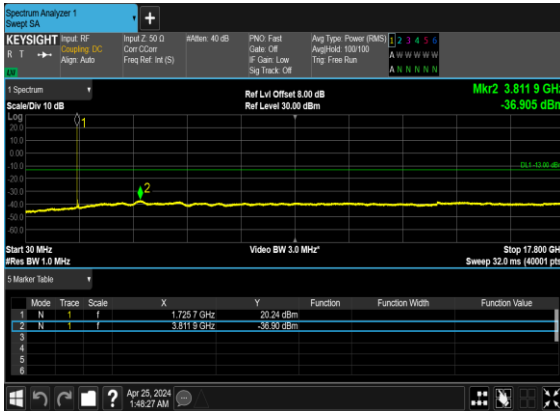 Spectrum Analyzer 1
Swept SA
+
KEYSIGHT Input: RF Input Z: 50 Ω #Atten: 40 dB PNO: Fast Avg Type: Power (RMS) 1 2 3 4 5 6
R T Coupling: DC Corr CCorr Gate: Off Avg|Hold: 100/100 A W W W W W
Align: Auto Freq Ref: Int (S) IF Gain: Low Trig: Free Run
Sig Track: Off A N N N N N
1 Spectrum
Scale/Div 10 dB
Ref Lvl Offset 8.00 dB
Ref Level 30.00 dBm
Mkr2 3.811 9 GHz
-36.905 dBm
Log
20.0
10.0
0.00
-10.0
-20.0
-30.0
-40.0
-50.0
-60.0
1
2
DL1 -13.00 dBm
Start 30 MHz Video BW 3.0 MHz* Stop 17.800 GHz
#Res BW 1.0 MHz Sweep 32.0 ms (40001 pts)
5 Marker Table
Mode Trace Scale X Y Function Function Width Function Value
1 N 1 f 1.725 7 GHz 20.24 dBm
2 N 1 f 3.811 9 GHz -36.90 dBm
3
4
5
6
? Apr 25, 2024
1:48:27 AM